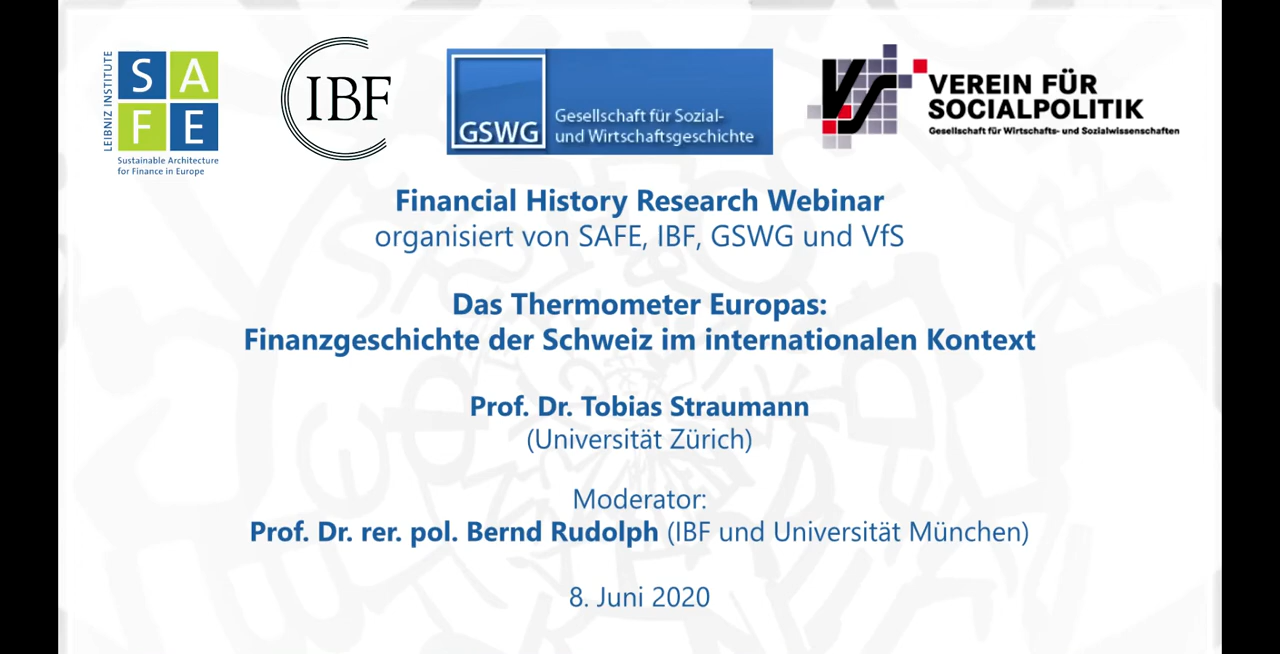 LEIBNIZ INSTITUTE
S A
F E
Sustainable Architecture
for Finance in Europe
IBF
GSWG
Gesellschaft für Sozial-
und Wirtschaftsgeschichte
VfS
VEREIN FÜR
SOCIALPOLITIK
Gesellschaft für Wirtschafts- und Sozialwissenschaften
Financial History Research Webinar
organisiert von SAFE, IBF, GSWG und VfS
Das Thermometer Europas:
Finanzgeschichte der Schweiz im internationalen Kontext
Prof. Dr. Tobias Straumann
(Universität Zürich)
Moderator:
Prof. Dr. rer. pol. Bernd Rudolph (IBF und Universität München)
8. Juni 2020